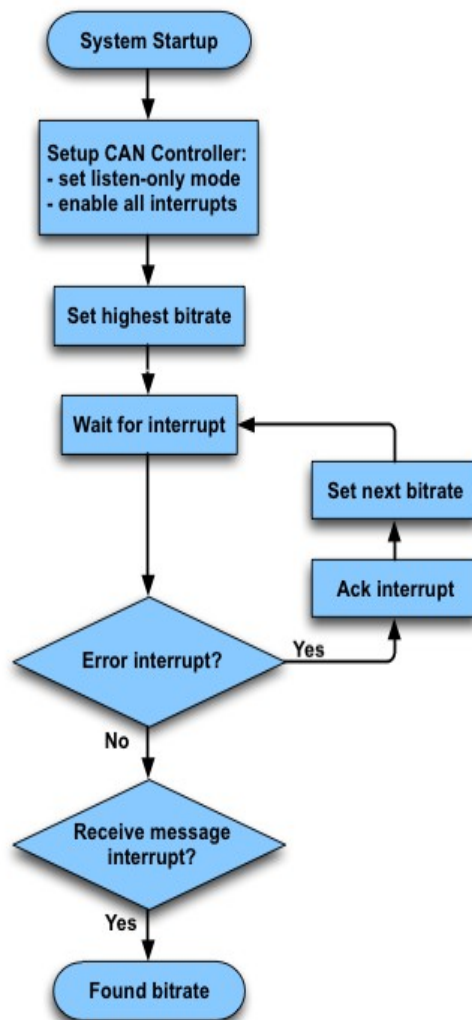 System Startup
Setup CAN Controller:
- set listen-only mode
- enable all interrupts
Set highest bitrate
Wait for interrupt
Set next bitrate
Ack interrupt
Error interrupt?
Yes
No
Receive message
interrupt?
Yes
Found bitrate